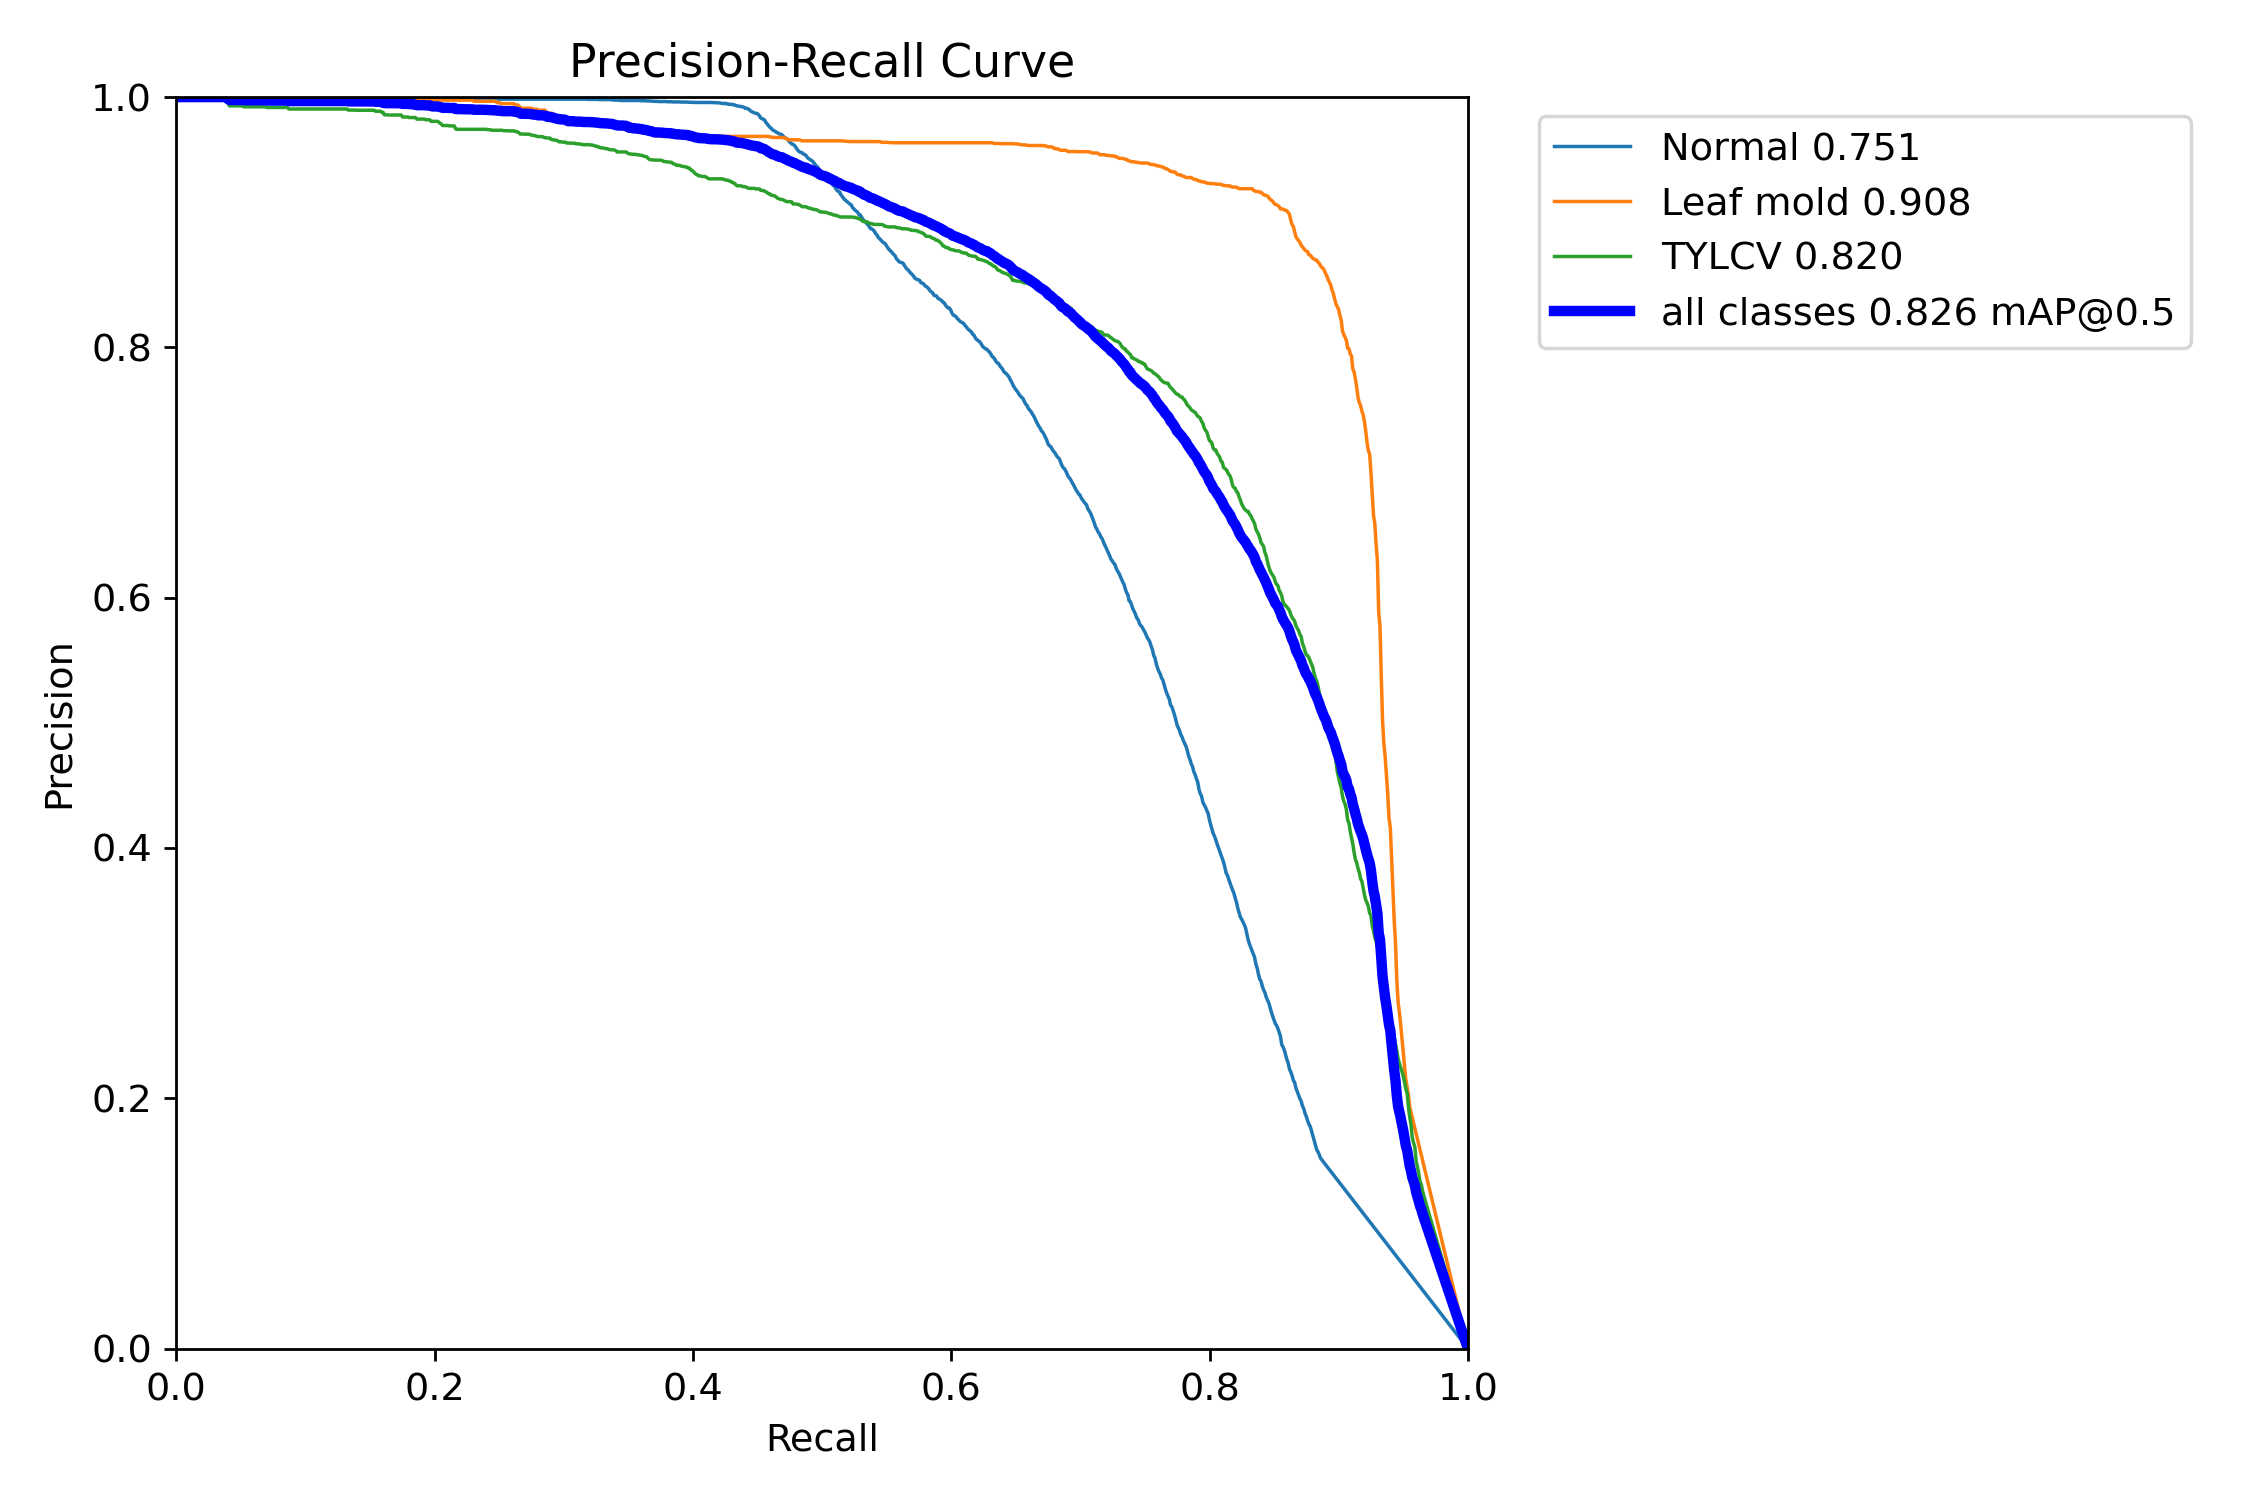 Precision-Recall Curve
Normal 0.751
Leaf mold 0.908
TYLCV 0.820
all classes 0.826 mAP@0.5
Precision
1.0
0.8
0.6
0.4
0.2
0.0
0.0 0.2 0.4 0.6 0.8 1.0
Recall